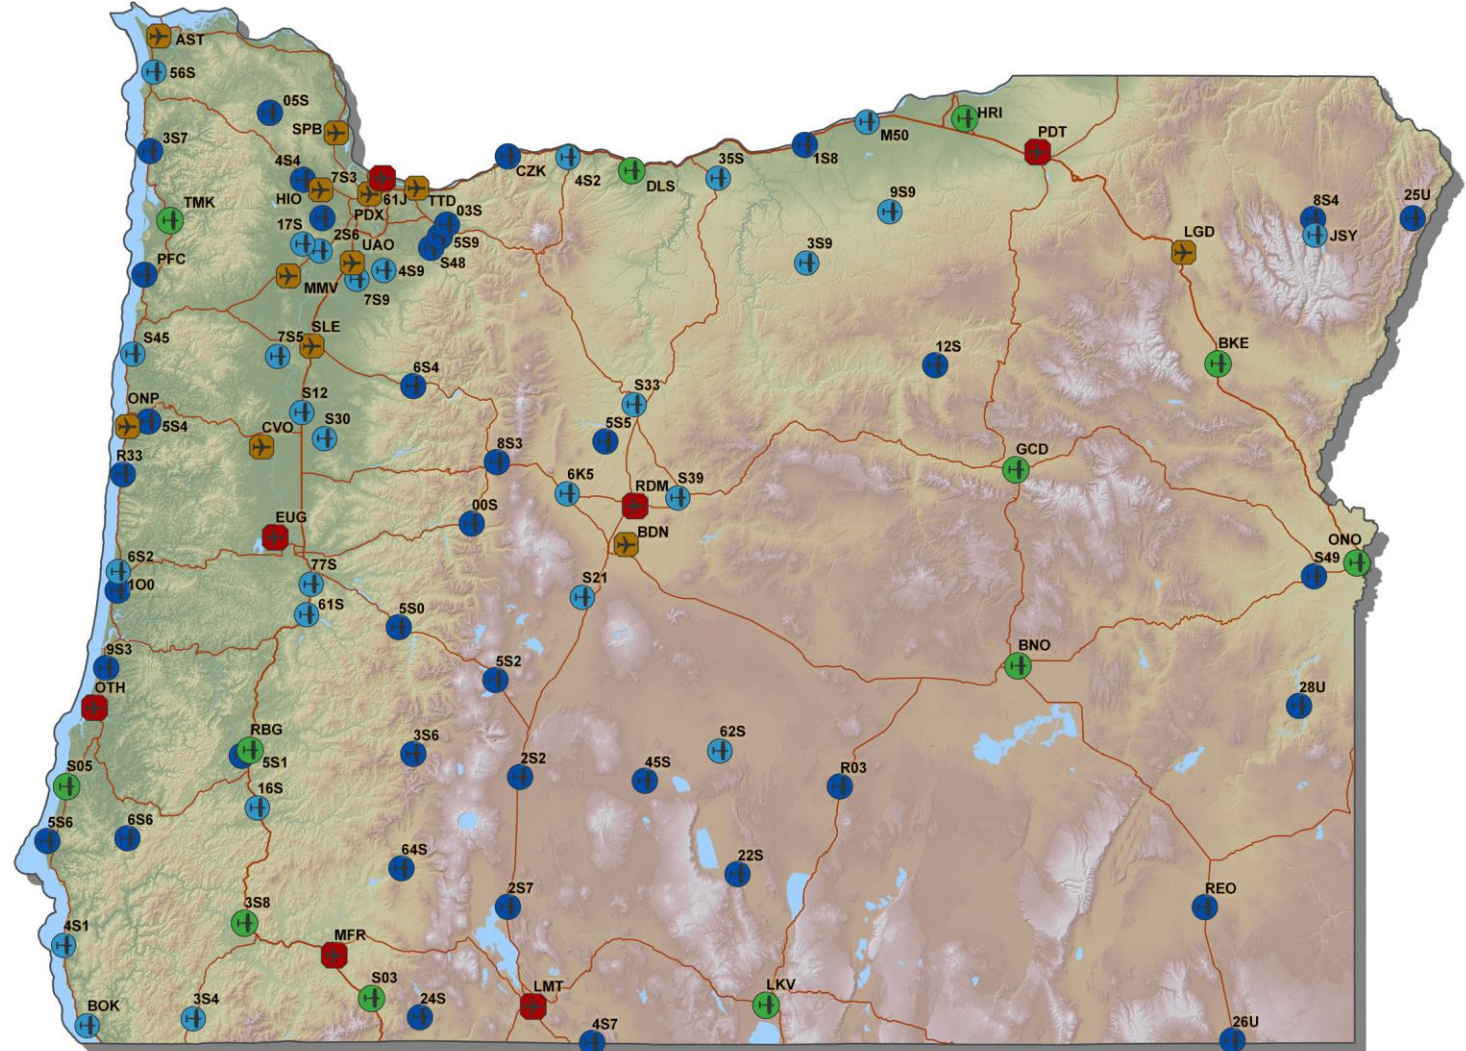 AST
56S
05S
SPB
3S7
4S4
7S3
HIO
PDX
61J
TTD
CZK
4S2
DLS
35S
1S8
M50
HRI
PDT
TMK
17S
2S6
03S
5S9
S48
UAO
9S9
8S4
25U
JSY
LGD
PFC
MMV
4S9
7S9
3S9
S45
7S5
SLE
6S4
12S
BKE
ONP
5S4
S12
S30
CVO
S33
5S5
R33
8S3
GCD
6K5
RDM
S39
00S
EUG
BDN
ONO
S49
6S2
1O0
77S
61S
S21
5S0
9S3
5S2
BNO
OTH
28U
RBG
5S1
3S6
62S
S05
2S2
45S
R03
16S
5S6
6S6
64S
22S
2S7
REO
3S8
4S1
MFR
S03
LMT
LKV
BOK
3S4
24S
4S7
26U